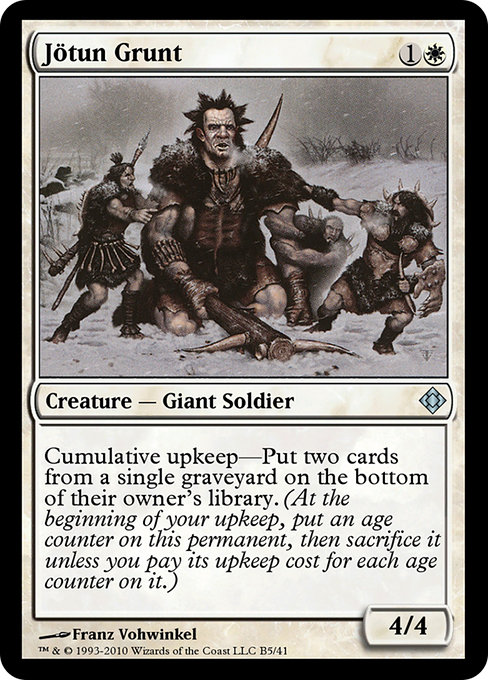 Jötun Grunt
1
Creature — Giant Soldier
Cumulative upkeep—Put two cards
from a single graveyard on the bottom
of their owner's library. (At the
beginning of your upkeep, put an age
counter on this permanent, then sacrifice it
unless you pay its upkeep cost for each age
counter on it.)
4/4
Franz Vohwinkel
™ & © 1993-2010 Wizards of the Coast LLC B5/41